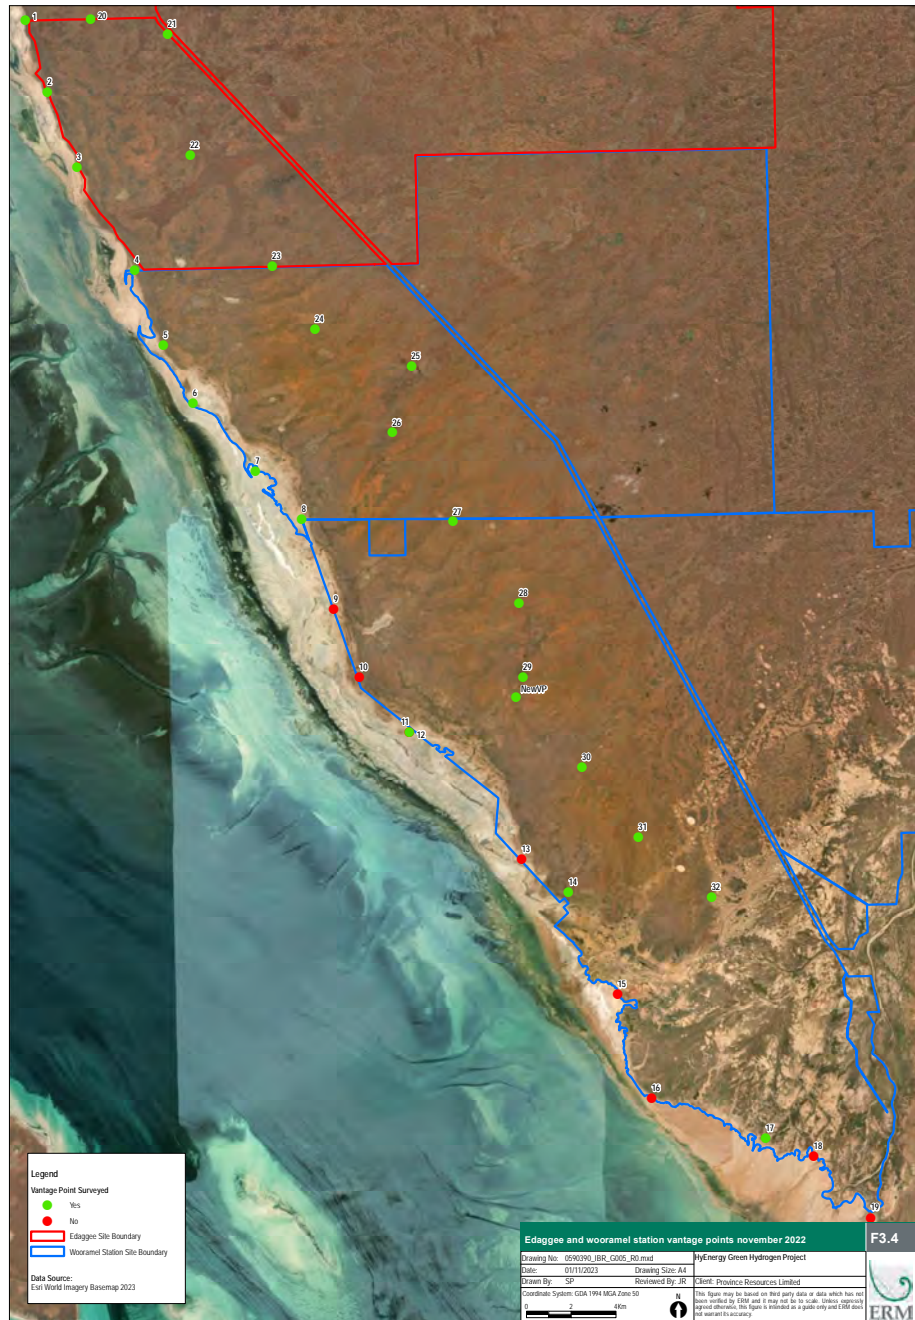 1
20
21
2
22
3
23
4
24
5
25
6
26
7
8
27
28
9
10
29
NewVP
11
12
30
31
13
14
32
15
16
17
18
19
Legend
Vantage Point Surveyed
Yes
No
Edaggee Site Boundary
Wooramel Station Site Boundary
Data Source:
Esri World Imagery Basemap 2023
Edaggee and wooramel station vantage points november 2022
F3.4
Drawing No: 0590390_IBR_G005_R0.mxd
Date: 01/11/2023 Drawing Size: A4
Drawn By: SP Reviewed By: JR
Coordinate System: GDA 1994 MGA Zone 50
0 2 4Km
N
HyEnergy Green Hydrogen Project
Client: Province Resources Limited
This figure may be based on third party data or data which has not
been verified by ERM and it may not be to scale. Unless expressly
agreed otherwise, this figure is intended as a guide only and ERM does
not warrant its accuracy.
ERM